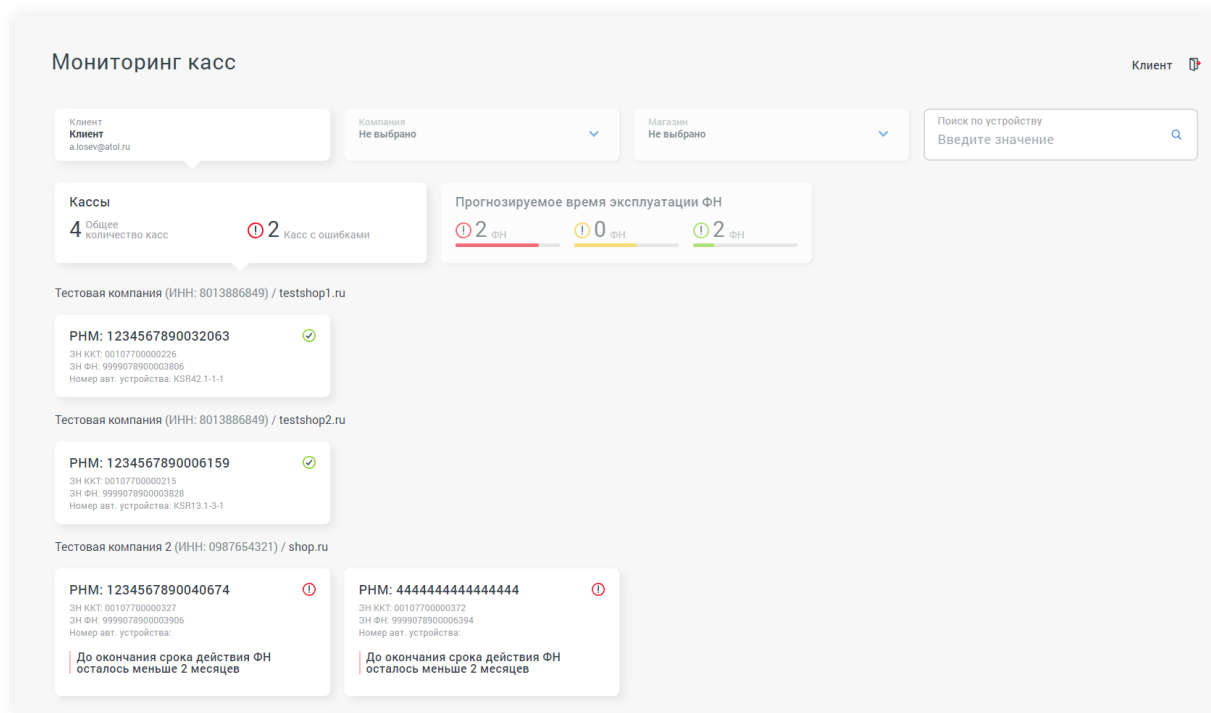 Мониторинг касс
Клиент
Клиент
Клиент
a.losev@atol.ru
Компания
Не выбрано
Магазин
Не выбрано
Поиск по устройству
Введите значение
Кассы
4 Общее количество касс
2 Касс с ошибками
Прогнозируемое время эксплуатации ФН
2 ФН
0 ФН
2 ФН
Тестовая компания (ИНН: 8013886849) / testshop1.ru
РНМ: 1234567890032063
ЗН ККТ: 00107700000226
ЗН ФН: 9999078900003806
Номер авт. устройства: KSR42.1-1-1
Тестовая компания (ИНН: 8013886849) / testshop2.ru
РНМ: 1234567890006159
ЗН ККТ: 00107700000215
ЗН ФН: 9999078900003828
Номер авт. устройства: KSR13.1-3-1
Тестовая компания 2 (ИНН: 0987654321) / shop.ru
РНМ: 1234567890040674
ЗН ККТ: 00107700000327
ЗН ФН: 9999078900003906
Номер авт. устройства:
До окончания срока действия ФН
осталось меньше 2 месяцев
РНМ: 4444444444444444
ЗН ККТ: 00107700000372
ЗН ФН: 9999078900006394
Номер авт. устройства:
До окончания срока действия ФН
осталось меньше 2 месяцев